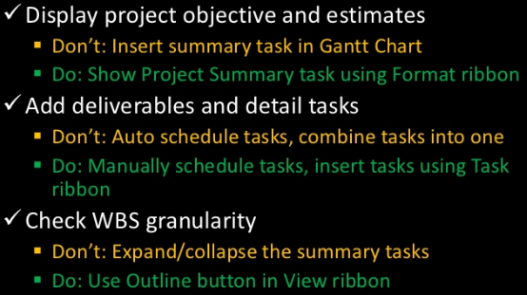 ✓ Display project objective and estimates
▪ Don't: Insert summary task in Gantt Chart
▪ Do: Show Project Summary task using Format ribbon
✓ Add deliverables and detail tasks
▪ Don't: Auto schedule tasks, combine tasks into one
▪ Do: Manually schedule tasks, insert tasks using Task
ribbon
✓ Check WBS granularity
▪ Don't: Expand/collapse the summary tasks
▪ Do: Use Outline button in View ribbon